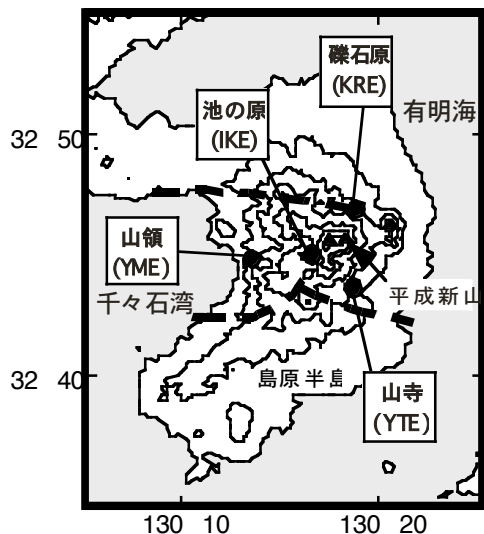 礫石原
(KRE)
有明海
池の原
(IKE)
32 50
山領
(YME)
千々石湾
平成新山
32 40
島原半島
山寺
(YTE)
130 10
130 20